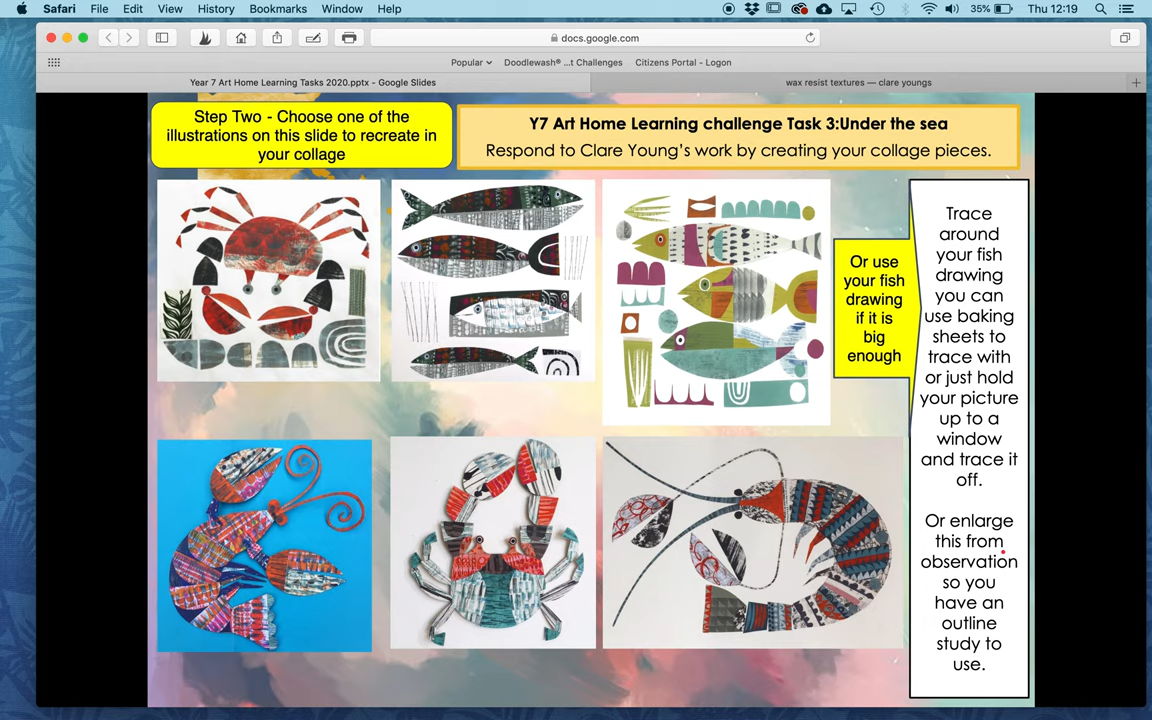 Safari File Edit View History Bookmarks Window Help 35% Thu 12:19
docs.google.com
Popular Doodlewash® ...t Challenges Citizens Portal - Logon
Year 7 Art Home Learning Tasks 2020.pptx - Google Slides wax resist textures — clare youngs
Step Two - Choose one of the
illustrations on this slide to recreate in
your collage
Y7 Art Home Learning challenge Task 3:Under the sea
Respond to Clare Young's work by creating your collage pieces.
Or use
your fish
drawing
if it is
big
enough
Trace
around
your fish
drawing
you can
use baking
sheets to
trace with
or just hold
your picture
up to a
window
and trace it
off.
Or enlarge
this from
observation
so you
have an
outline
study to
use.